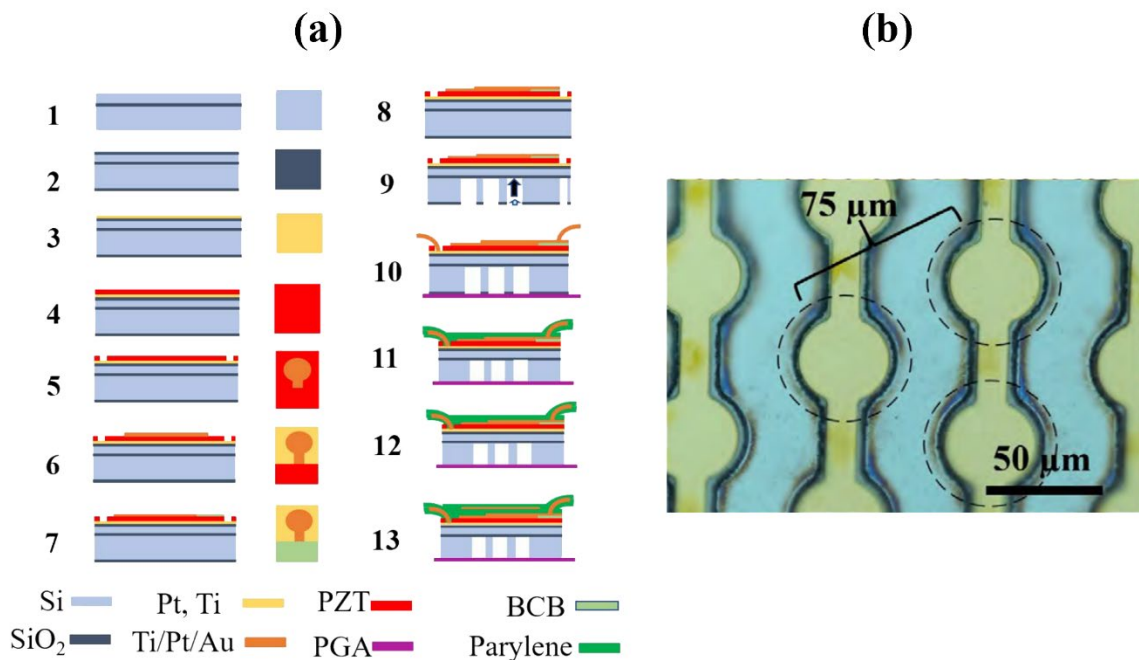 (a)
(b)
1
2
3
4
5
6
7
8
9
10
11
12
13
75 µm
50 µm
Si
Pt, Ti
PZT
BCB
SiO₂
Ti/Pt/Au
PGA
Parylene